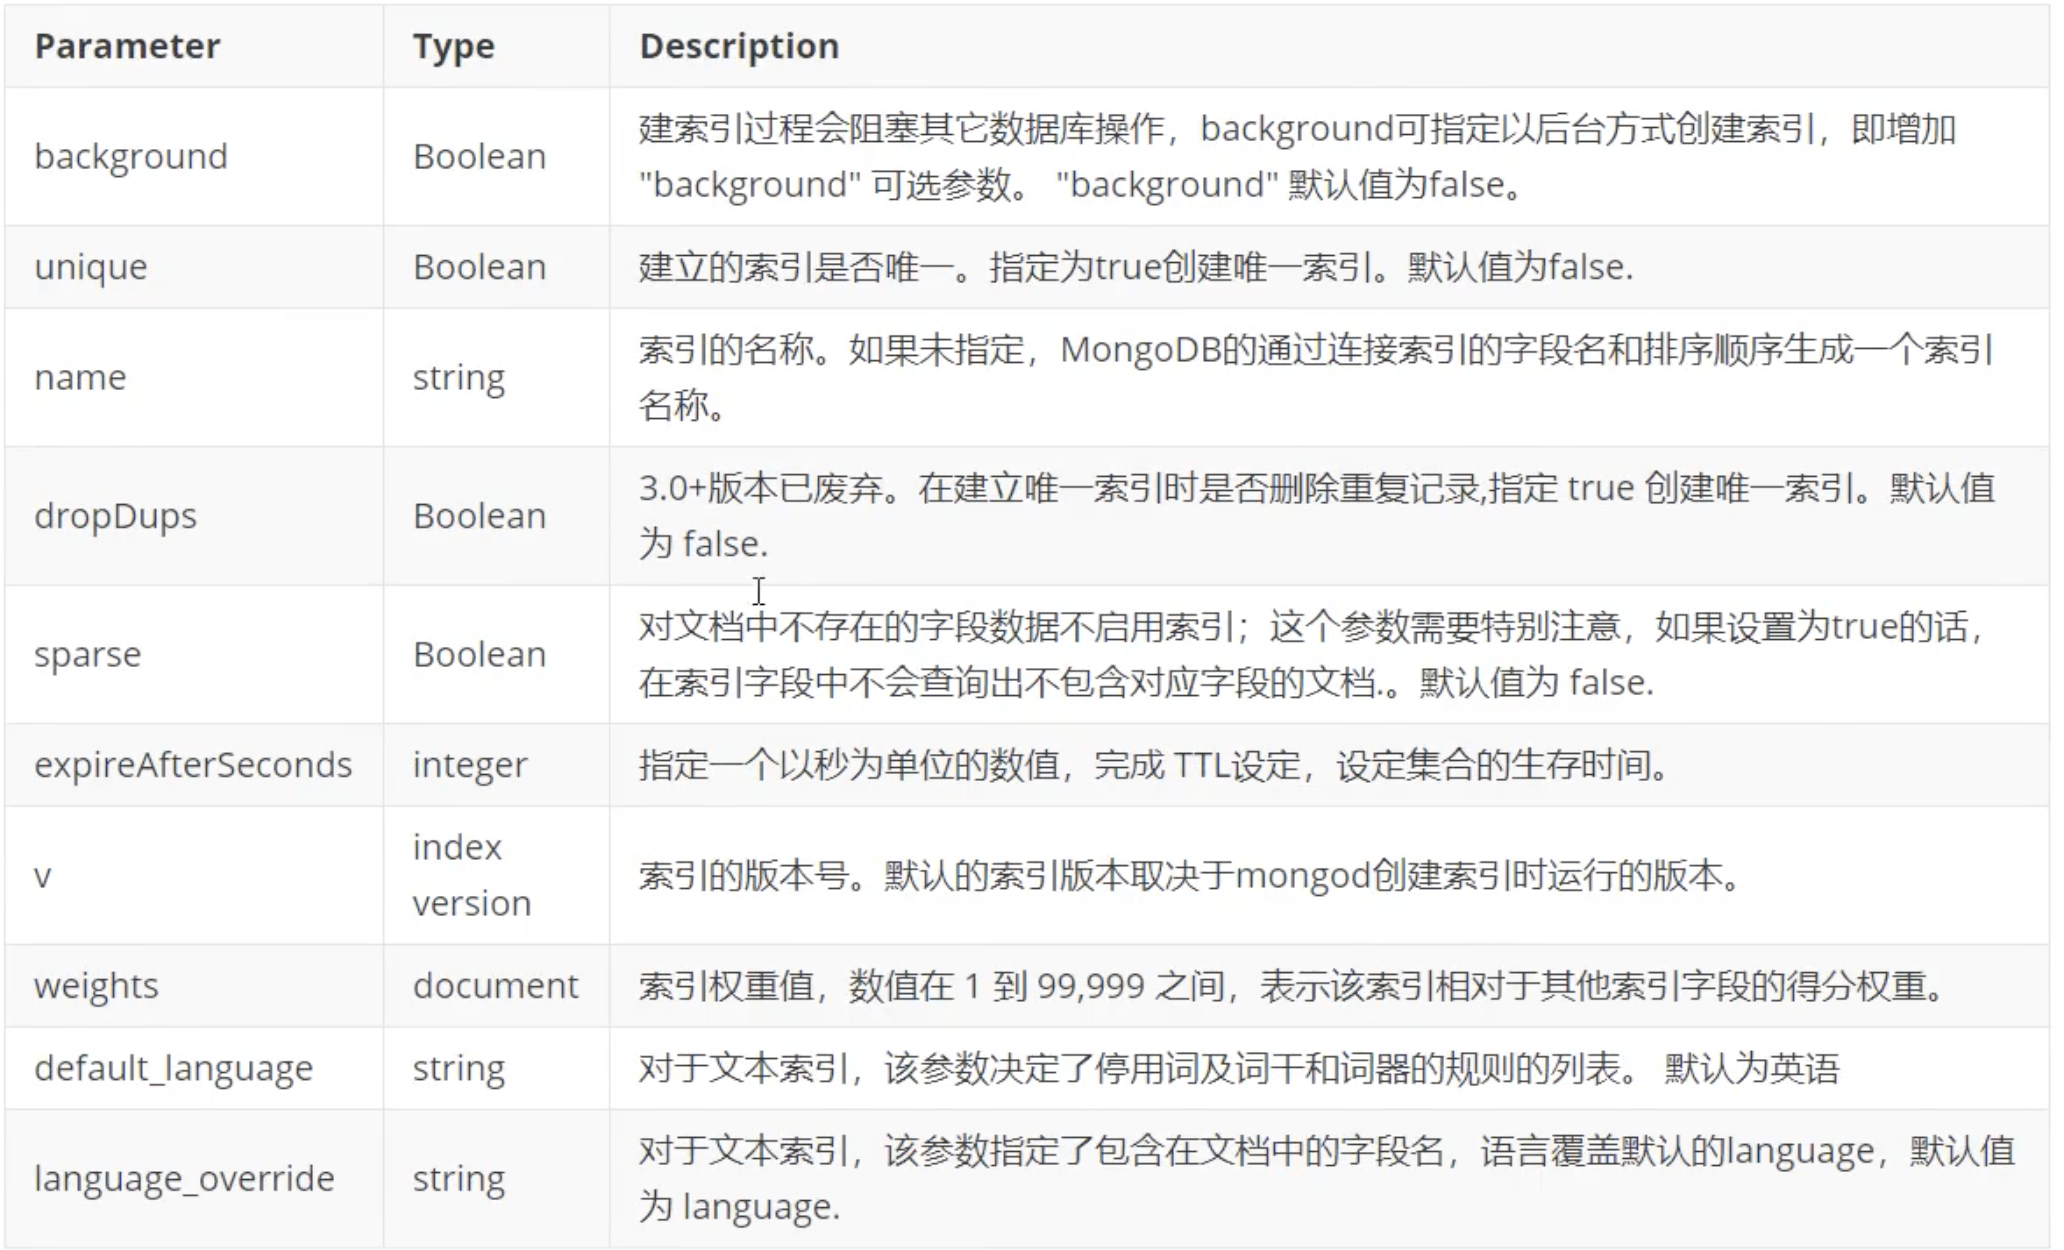 Parameter Type Description
background Boolean 建索引过程会阻塞其它数据库操作，background可指定以后台方式创建索引，即增加
"background" 可选参数。 "background" 默认值为false。
unique Boolean 建立的索引是否唯一。指定为true创建唯一索引。默认值为false.
name string 索引的名称。如果未指定，MongoDB的通过连接索引的字段名和排序顺序生成一个索引
名称。
dropDups Boolean 3.0+版本已废弃。在建立唯一索引时是否删除重复记录,指定 true 创建唯一索引。默认值
为 false.
sparse Boolean 对文档中不存在的字段数据不启用索引；这个参数需要特别注意，如果设置为true的话，
在索引字段中不会查询出不包含对应字段的文档.。默认值为 false.
expireAfterSeconds integer 指定一个以秒为单位的数值，完成 TTL设定，设定集合的生存时间。
v index version 索引的版本号。默认的索引版本取决于mongod创建索引时运行的版本。
weights document 索引权重值，数值在 1 到 99,999 之间，表示该索引相对于其他索引字段的得分权重。
default_language string 对于文本索引，该参数决定了停用词及词干和词器的规则的列表。 默认为英语
language_override string 对于文本索引，该参数指定了包含在文档中的字段名，语言覆盖默认的language，默认值
为 language.